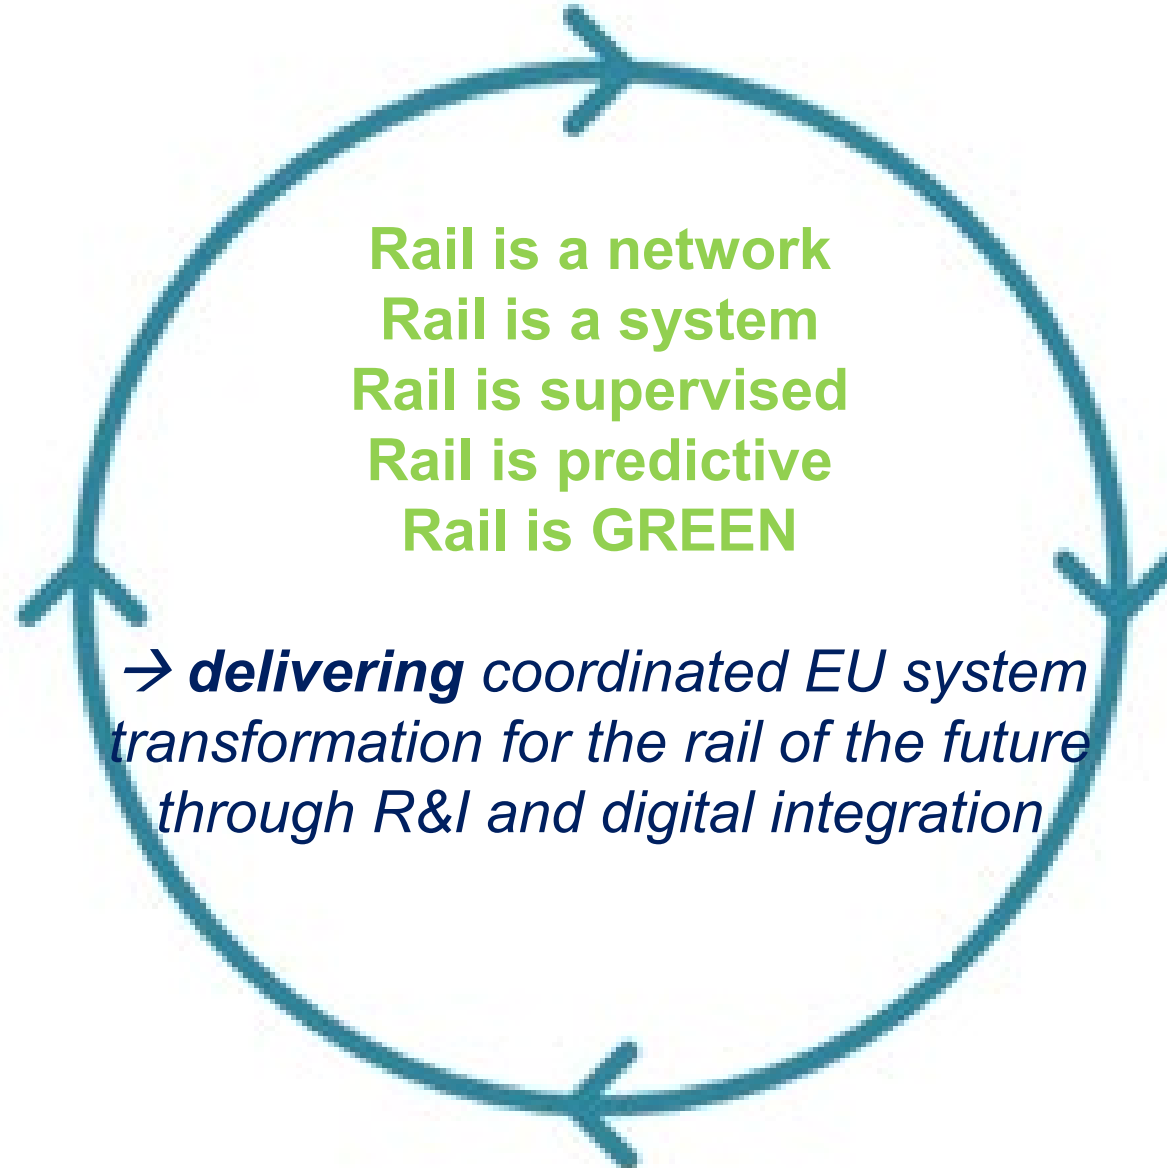 Rail is a network
Rail is a system
Rail is supervised
Rail is predictive
Rail is GREEN
→ delivering coordinated EU system
transformation for the rail of the future
through R&I and digital integration